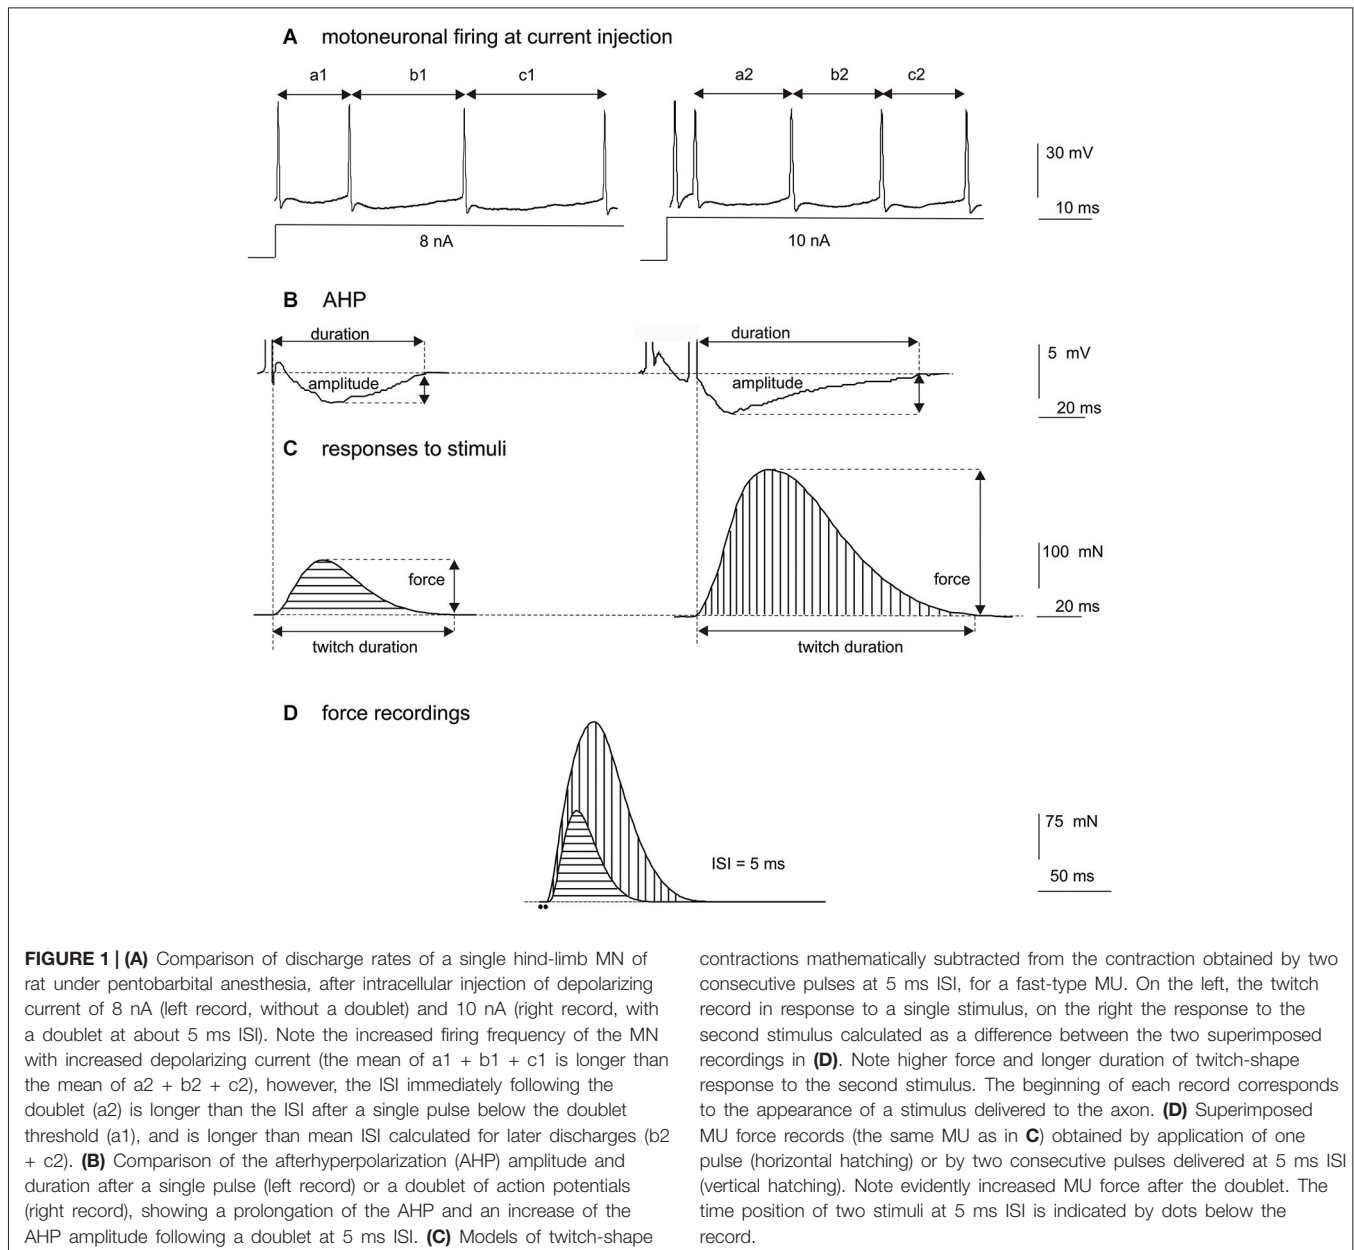 A motoneuronal firing at current injection
a1 b1 c1 a2 b2 c2
30 mV
10 ms
8 nA 10 nA
B AHP
duration duration
5 mV
amplitude amplitude
20 ms
C responses to stimuli
100 mN
force force
20 ms
twitch duration twitch duration
D force recordings
75 mN
ISI = 5 ms
50 ms
FIGURE 1 | (A) Comparison of discharge rates of a single hind-limb MN of
rat under pentobarbital anesthesia, after intracellular injection of depolarizing
current of 8 nA (left record, without a doublet) and 10 nA (right record, with
a doublet at about 5 ms ISI). Note the increased firing frequency of the MN
with increased depolarizing current (the mean of a1 + b1 + c1 is longer than
the mean of a2 + b2 + c2), however, the ISI immediately following the
doublet (a2) is longer than the ISI after a single pulse below the doublet
threshold (a1), and is longer than mean ISI calculated for later discharges (b2
+ c2). (B) Comparison of the afterhyperpolarization (AHP) amplitude and
duration after a single pulse (left record) or a doublet of action potentials
(right record), showing a prolongation of the AHP and an increase of the
AHP amplitude following a doublet at 5 ms ISI. (C) Models of twitch-shape
contractions mathematically subtracted from the contraction obtained by two
consecutive pulses at 5 ms ISI, for a fast-type MU. On the left, the twitch
record in response to a single stimulus, on the right the response to the
second stimulus calculated as a difference between the two superimposed
recordings in (D). Note higher force and longer duration of twitch-shape
response to the second stimulus. The beginning of each record corresponds
to the appearance of a stimulus delivered to the axon. (D) Superimposed
MU force records (the same MU as in C) obtained by application of one
pulse (horizontal hatching) or by two consecutive pulses delivered at 5 ms ISI
(vertical hatching). Note evidently increased MU force after the doublet. The
time position of two stimuli at 5 ms ISI is indicated by dots below the
record.